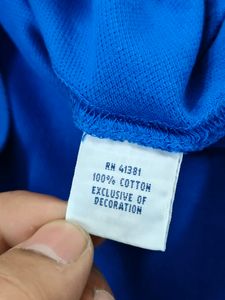 RN 41381
100% COTTON
EXCLUSIVE OF
DECORATION